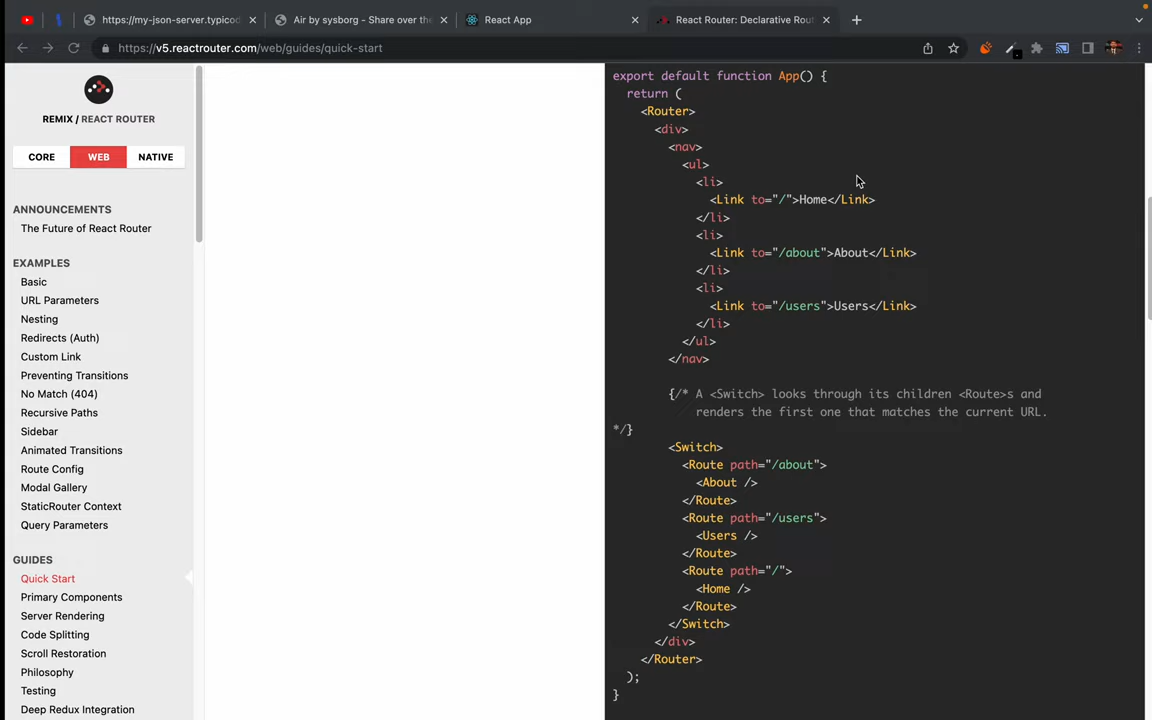 https://my-json-server.typicod
Air by sysborg - Share over the
React App
React Router: Declarative Rout
https://v5.reactrouter.com/web/guides/quick-start
REMIX / REACT ROUTER
CORE
WEB
NATIVE
ANNOUNCEMENTS
The Future of React Router
EXAMPLES
Basic
URL Parameters
Nesting
Redirects (Auth)
Custom Link
Preventing Transitions
No Match (404)
Recursive Paths
Sidebar
Animated Transitions
Route Config
Modal Gallery
StaticRouter Context
Query Parameters
GUIDES
Quick Start
Primary Components
Server Rendering
Code Splitting
Scroll Restoration
Philosophy
Testing
Deep Redux Integration
export default function App() {
return (
<Router>
<div>
<nav>
<ul>
<li>
<Link to="/">Home</Link>
</li>
<li>
<Link to="/about">About</Link>
</li>
<li>
<Link to="/users">Users</Link>
</li>
</ul>
</nav>
{/* A <Switch> looks through its children <Route>s and
renders the first one that matches the current URL.
*/}
<Switch>
<Route path="/about">
<About />
</Route>
<Route path="/users">
<Users />
</Route>
<Route path="/">
<Home />
</Route>
</Switch>
</div>
</Router>
);
}